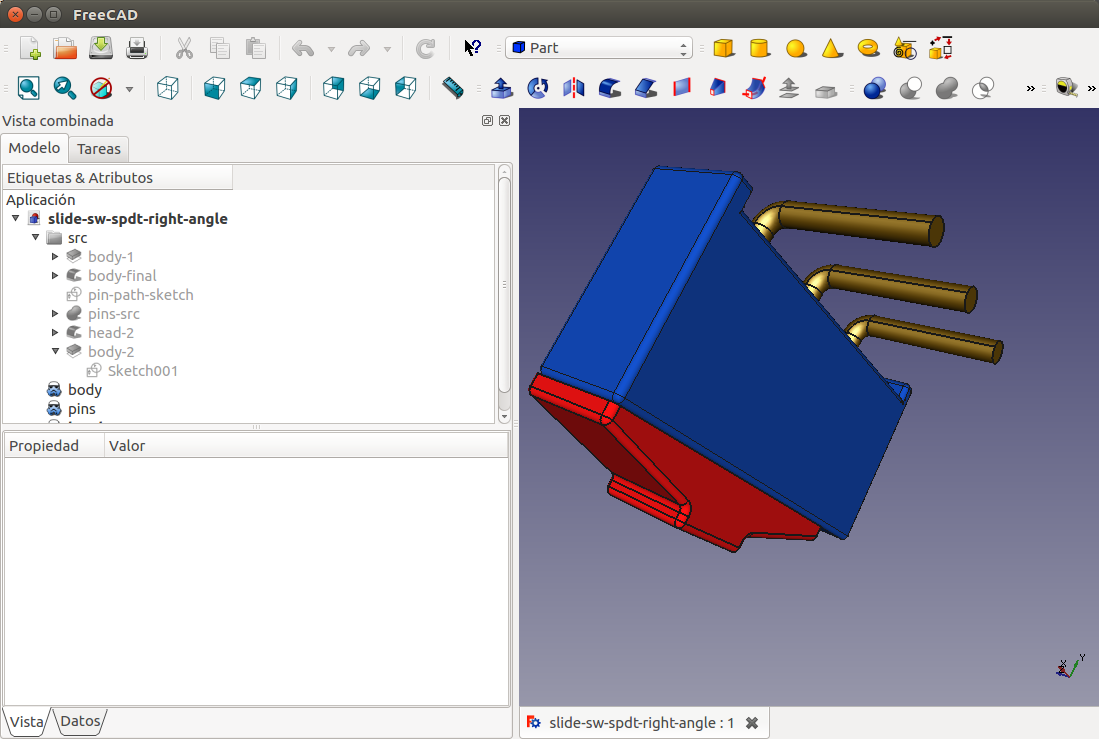 FreeCAD
Part
»
»
Vista combinada
Modelo
Tareas
Etiquetas & Atributos
Aplicación
slide-sw-spdt-right-angle
src
body-1
body-final
pin-path-sketch
pins-src
head-2
body-2
Sketch001
body
pins
Propiedad
Valor
Vista
Datos
X
Y
slide-sw-spdt-right-angle : 1